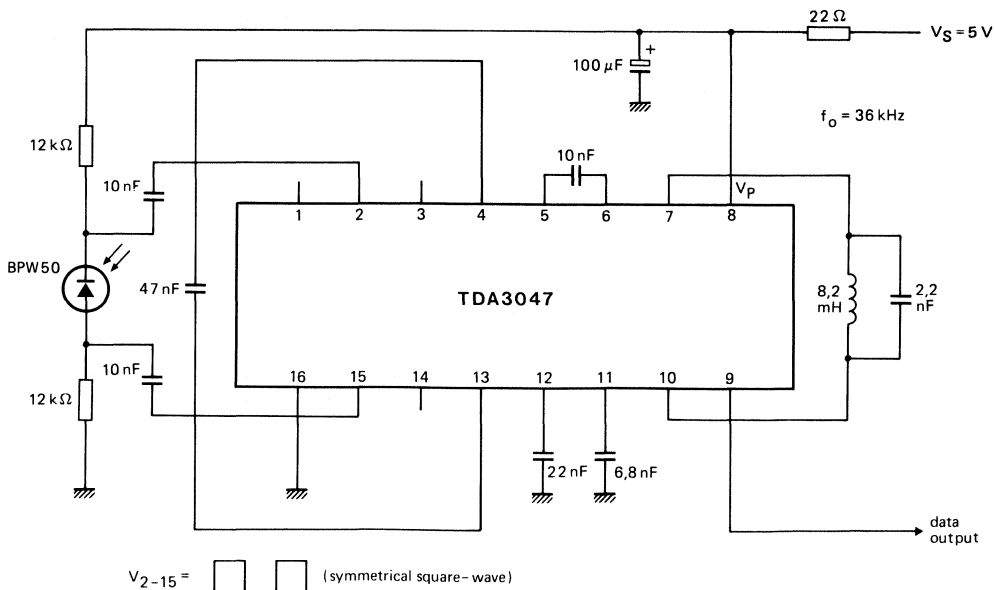 22 Ω
V_S = 5 V
+
100 μF
f_o = 36 kHz
12 kΩ
10 nF
10 nF
V_P
1 2 3 4 5 6 7 8
BPW50
47 nF
TDA3047
8,2 mH
2,2 nF
16 15 14 13 12 11 10 9
10 nF
12 kΩ
22 nF
6,8 nF
data
output
V_2–15 = (symmetrical square-wave)